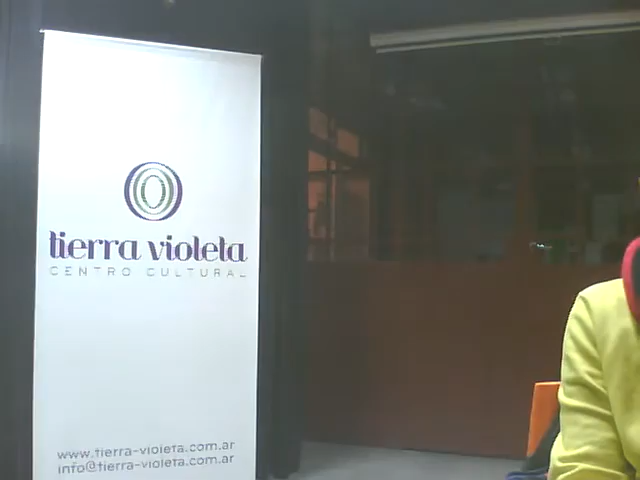 tierra violeta
CENTRO CULTURAL
www.tierra-violeta.com.ar
info@tierra-violeta.com.ar